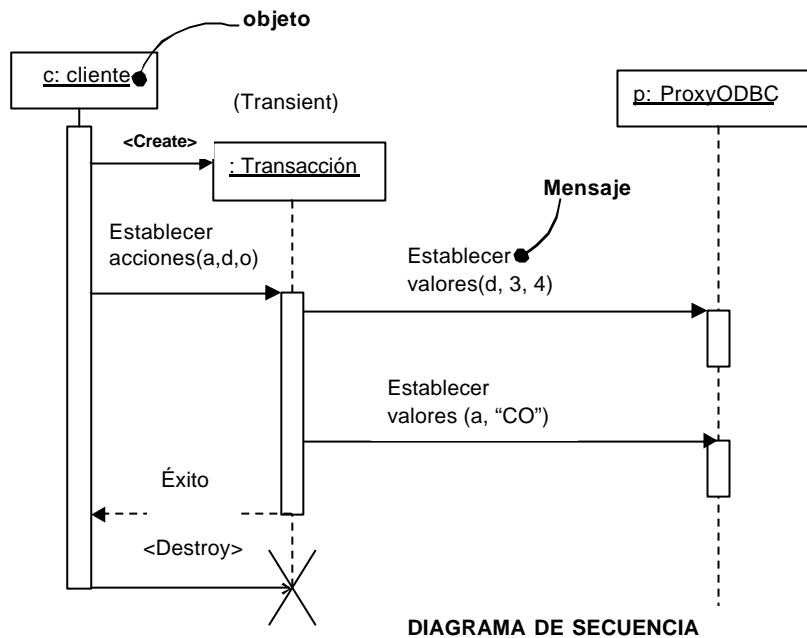 objeto
c: cliente
(Transient)
p: ProxyODBC
<Create>
: Transacción
Mensaje
Establecer
acciones(a,d,o)
Establecer
valores(d, 3, 4)
Establecer
valores (a, “CO”)
Éxito
<Destroy>
DIAGRAMA DE SECUENCIA